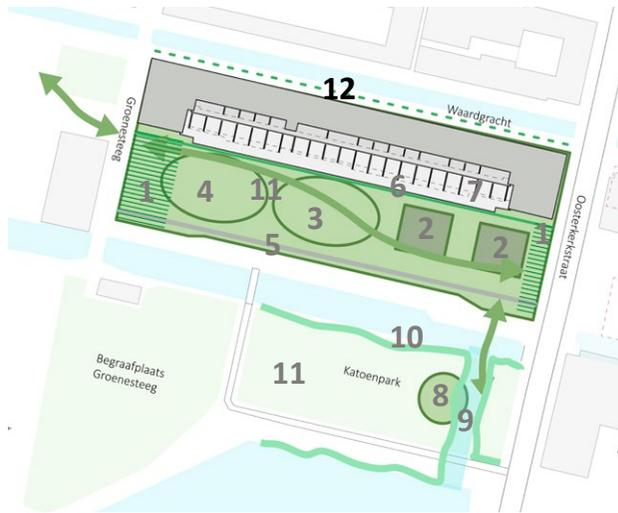 12
Waardgracht
Groenesteeg
6
7
1
4
11
3
2
2
1
5
Oosterkerkstraat
10
Begraafplaats
Groenesteeg
11
Katoenpark
8
9